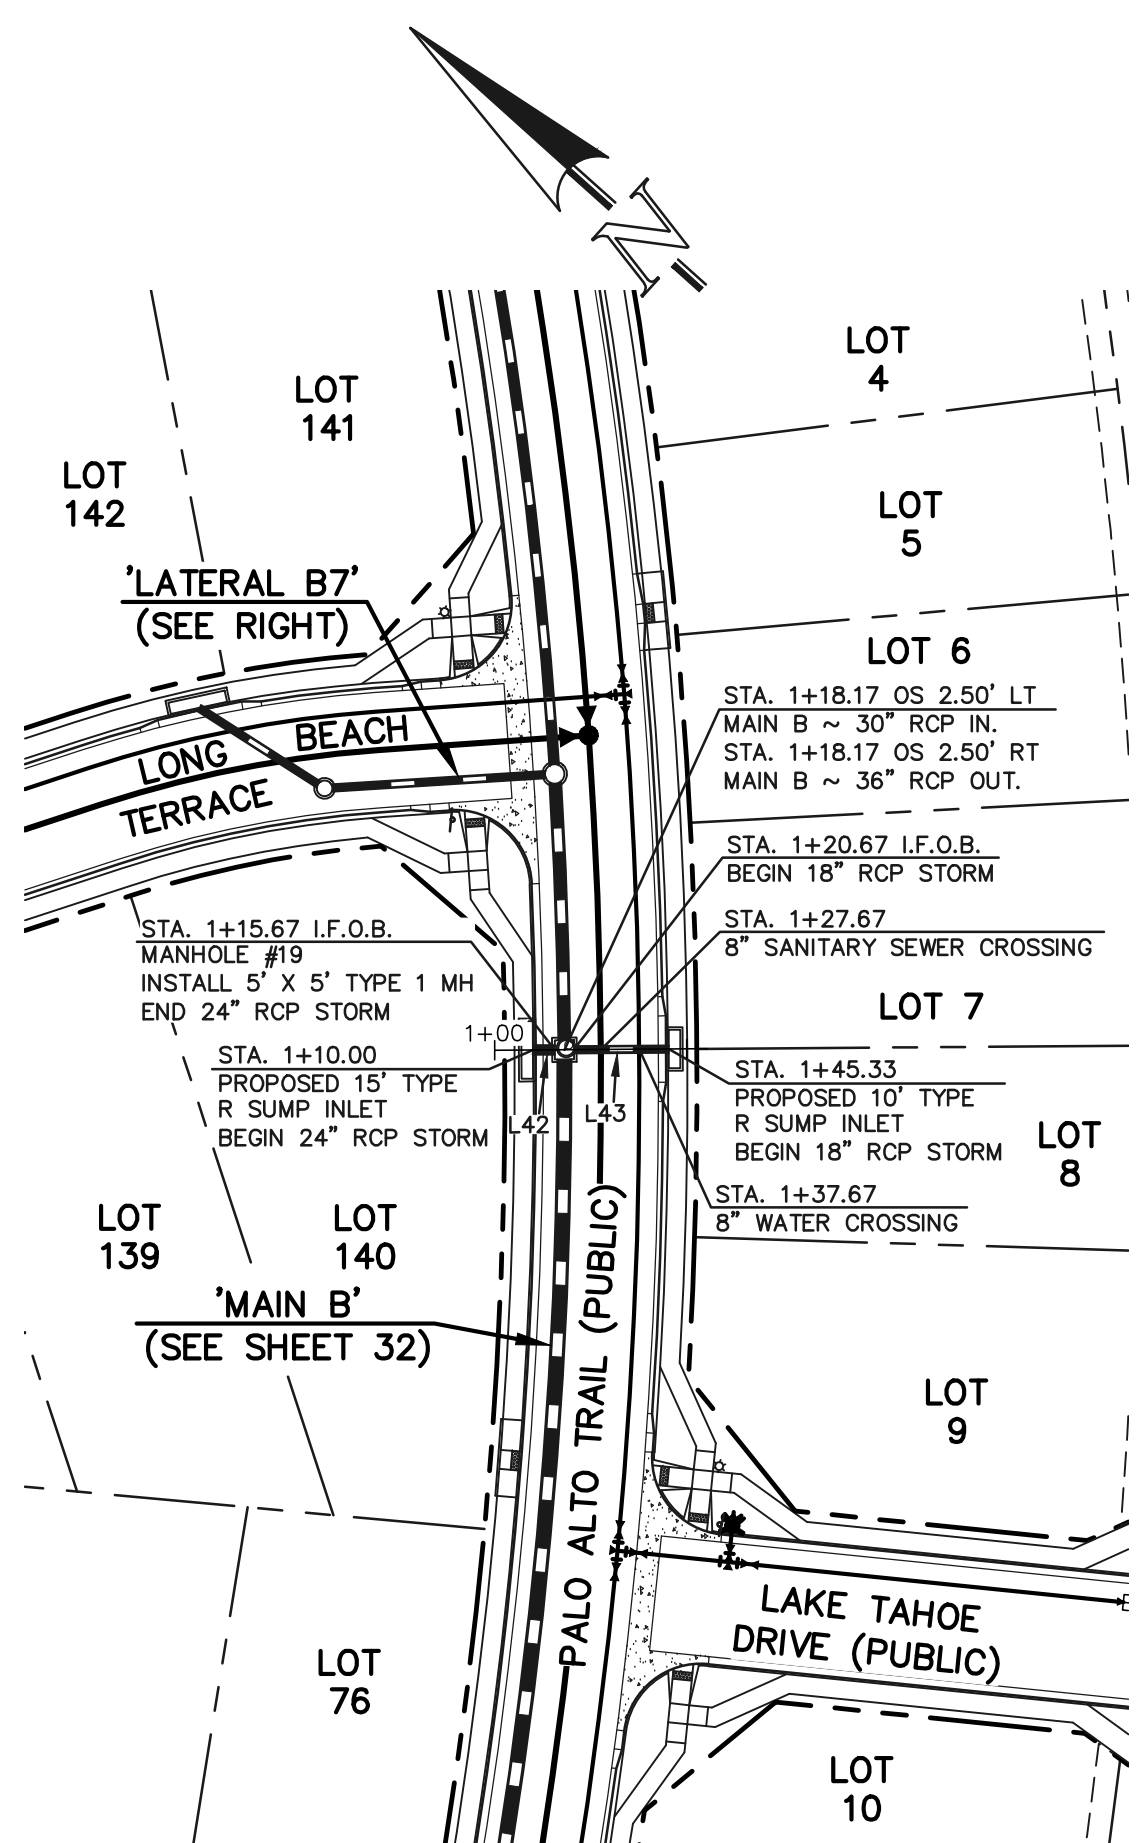 N
LOT
4
LOT
141
LOT
142
LOT
5
'LATERAL B7'
(SEE RIGHT)
LOT 6
STA. 1+18.17 OS 2.50' LT
MAIN B ~ 30" RCP IN.
STA. 1+18.17 OS 2.50' RT
MAIN B ~ 36" RCP OUT.
LONG BEACH
TERRACE
STA. 1+20.67 I.F.O.B.
BEGIN 18" RCP STORM
STA. 1+27.67
8" SANITARY SEWER CROSSING
STA. 1+15.67 I.F.O.B.
MANHOLE #19
INSTALL 5' X 5' TYPE 1 MH
END 24" RCP STORM
LOT 7
1+00
STA. 1+10.00
PROPOSED 15' TYPE
R SUMP INLET
BEGIN 24" RCP STORM
L42
L43
STA. 1+45.33
PROPOSED 10' TYPE
R SUMP INLET
BEGIN 18" RCP STORM
LOT
8
STA. 1+37.67
8" WATER CROSSING
LOT
139
LOT
140
'MAIN B'
(SEE SHEET 32)
PALO ALTO TRAIL (PUBLIC)
LOT
9
LAKE TAHOE
DRIVE (PUBLIC)
LOT
76
LOT
10